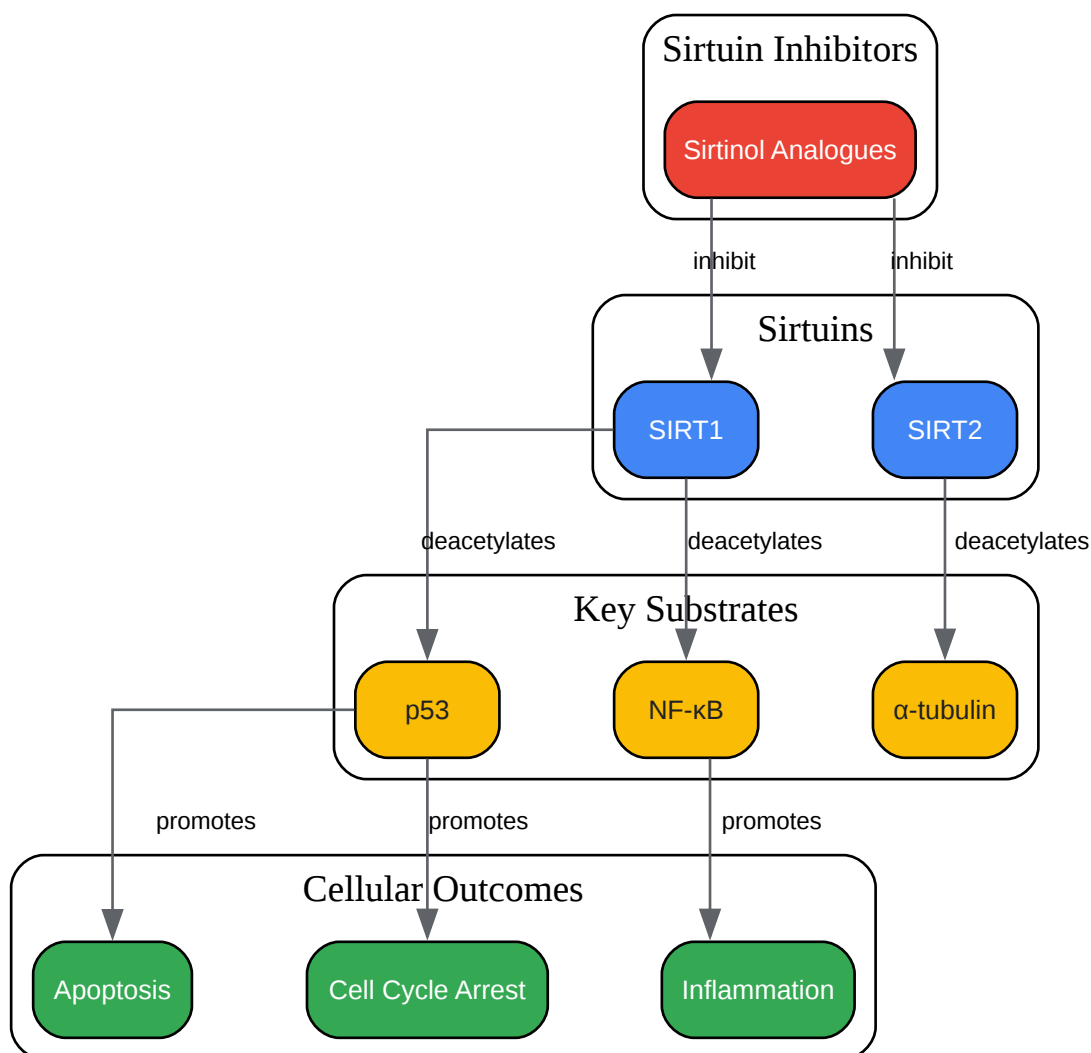 Sirtuin Inhibitors
Sirtinol Analogues
inhibit
inhibit
Sirtuins
SIRT1
SIRT2
deacetylates
deacetylates
deacetylates
Key Substrates
p53
NF-κB
α-tubulin
promotes
promotes
promotes
Cellular Outcomes
Apoptosis
Cell Cycle Arrest
Inflammation